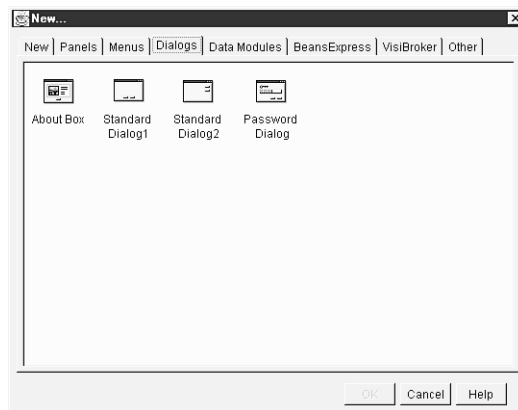 New...
New Panels Menus Dialogs Data Modules BeansExpress VisiBroker Other
About Box Standard Standard Password
Dialog1 Dialog2 Dialog
OK Cancel Help